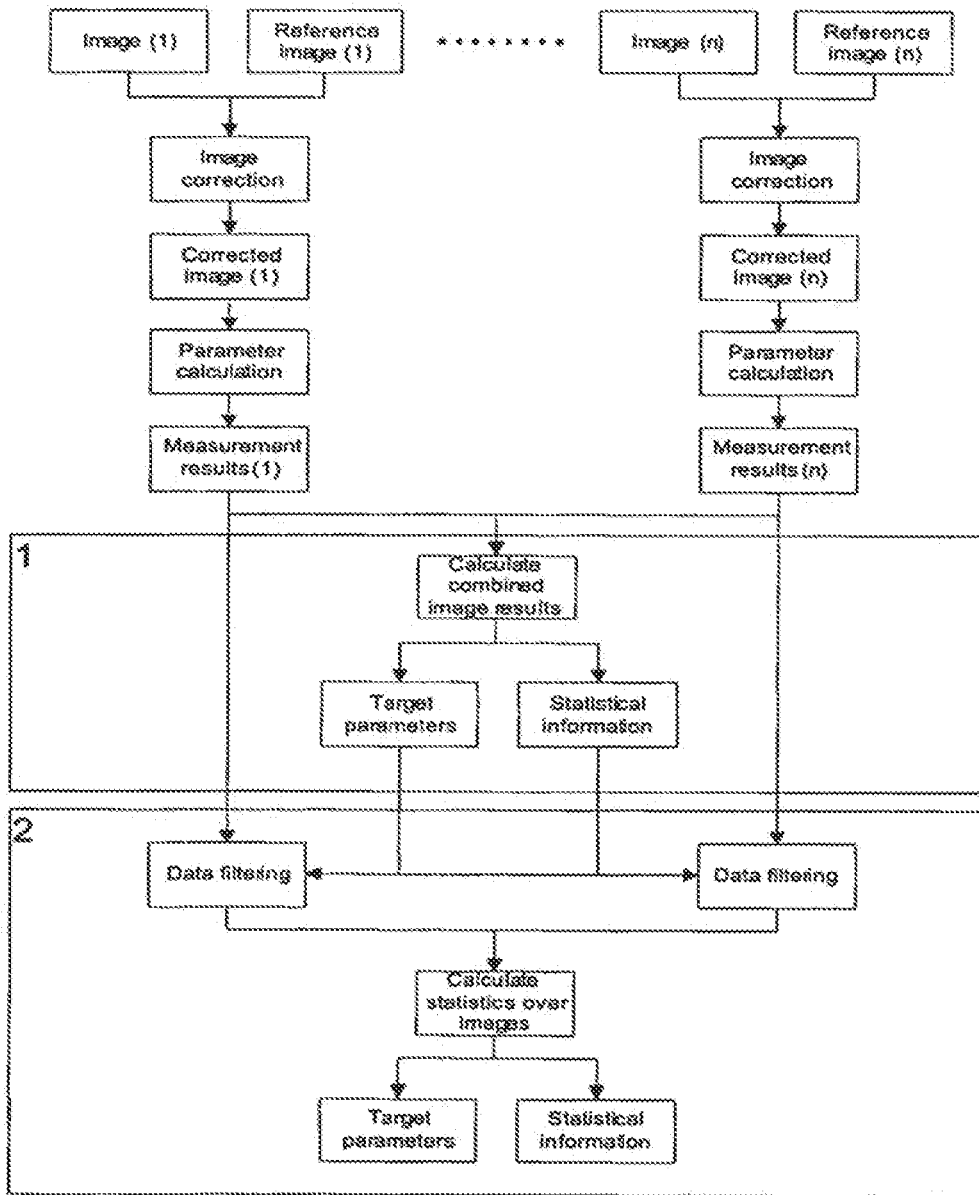 Image (1)
Reference
image (1)
Image (n)
Reference
image (n)
Image
correction
Image
correction
Corrected
image (1)
Corrected
image (n)
Parameter
calculation
Parameter
calculation
Measurement
results(1)
Measurement
results(n)
1
Calculate
combined
image results
Target
parameters
Statistical
information
2
Data filtering
Data filtering
Calculate
statistics over
images
Target
parameters
Statistical
information